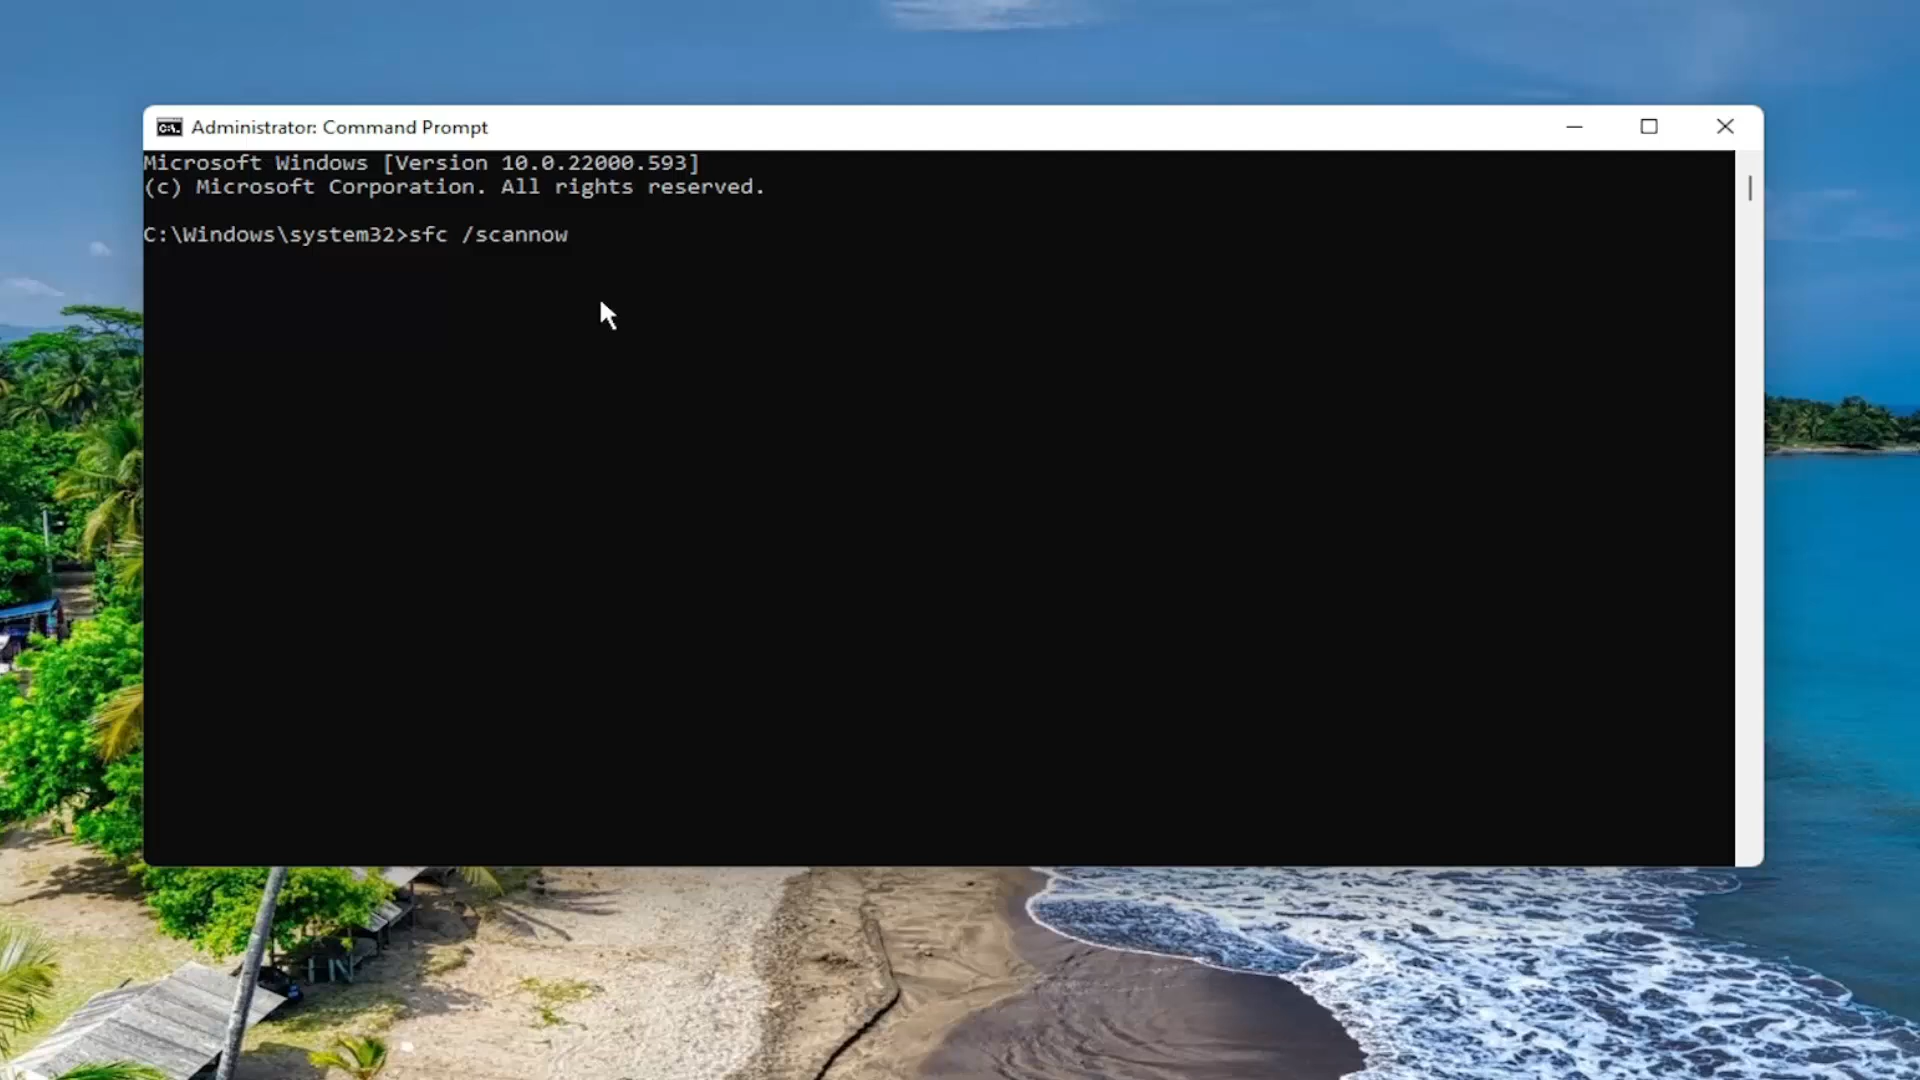 Administrator: Command Prompt
Microsoft Windows [Version 10.0.22000.593]
(c) Microsoft Corporation. All rights reserved.
C:\Windows\system32>sfc /scannow